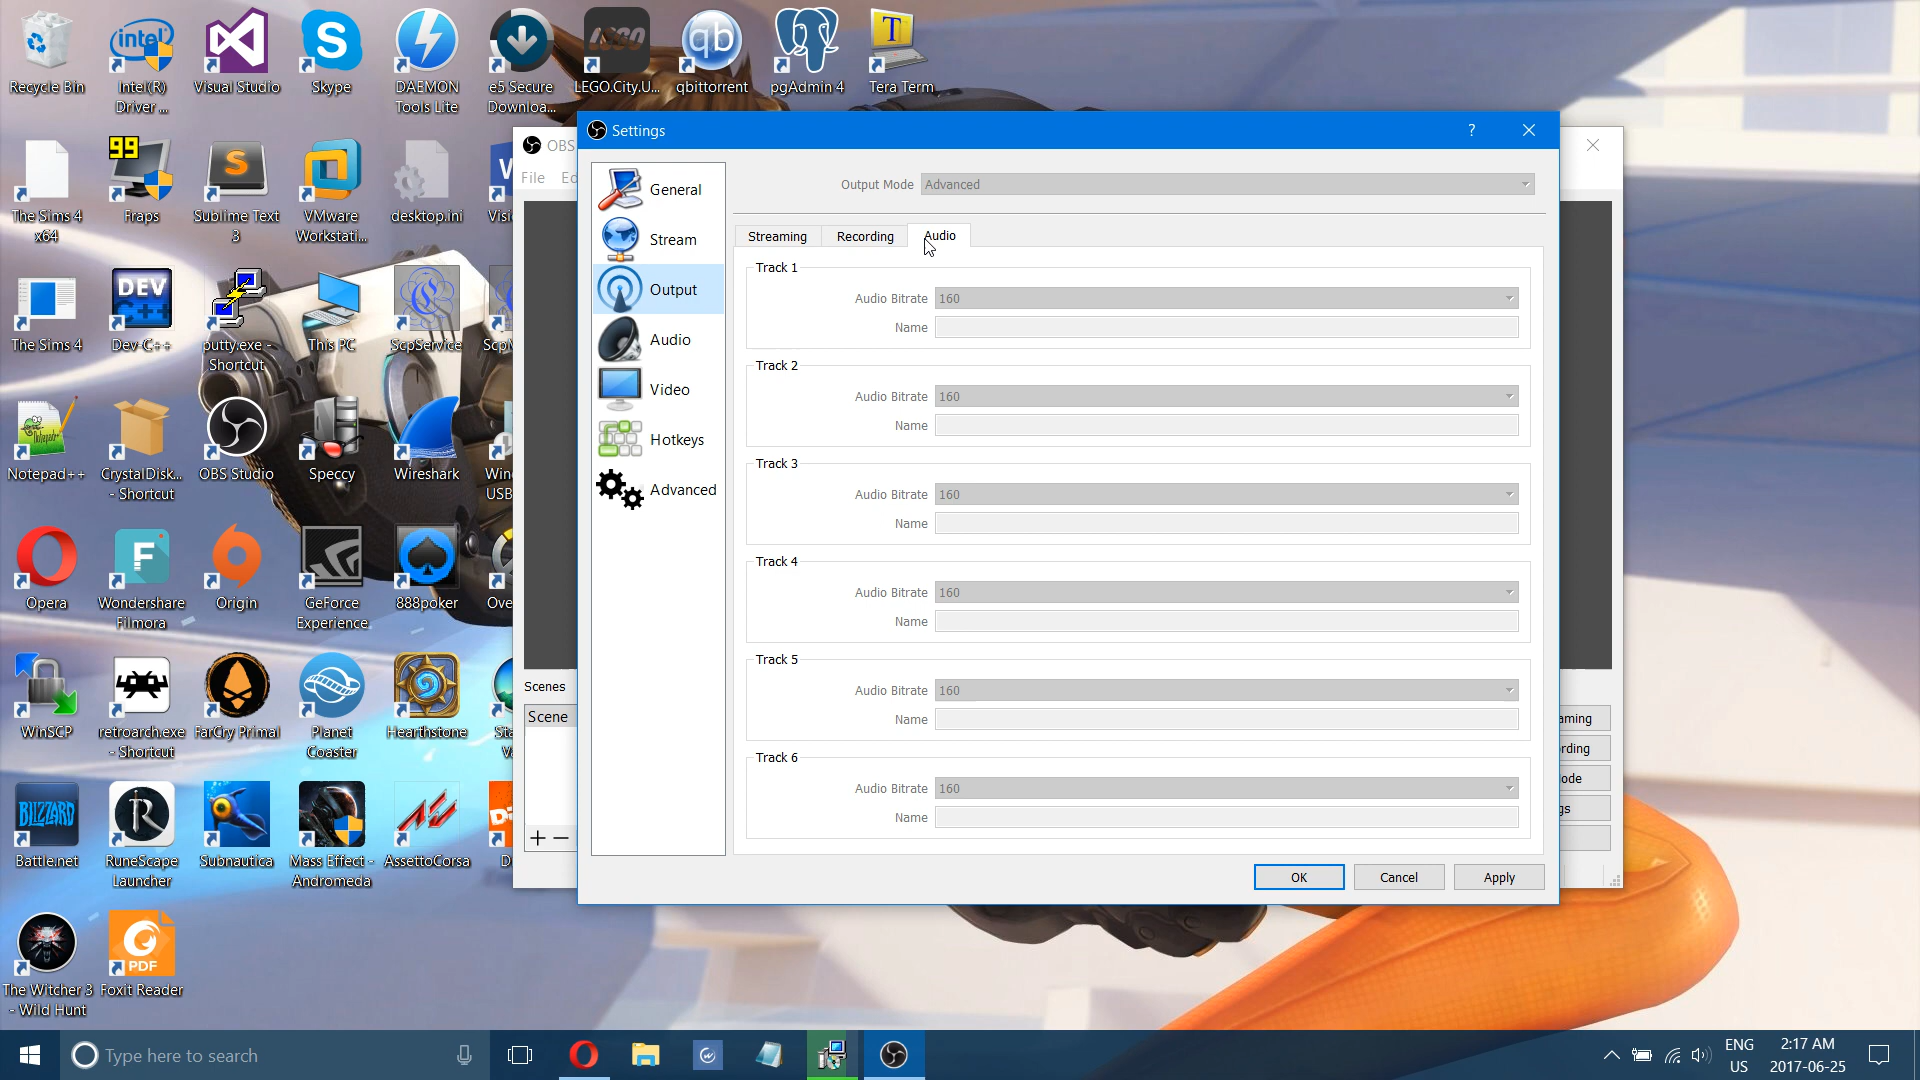 Recycle Bin
Intel(R)
Driver ...
Visual Studio
Skype
DAEMON
Tools Lite
e5 Secure
Downloa...
LEGO.City.U...
qbittorrent
pgAdmin 4
Tera Term
The Sims 4
x64
Fraps
Sublime Text
3
VMware
Workstati...
desktop.ini
Visi
The Sims 4
Dev-C++
putty.exe -
Shortcut
This PC
ScpService
Notepad++
CrystalDisk...
- Shortcut
OBS Studio
Speccy
Wireshark
Opera
Wondershare
Filmora
Origin
GeForce
Experience
888poker
WinSCP
retroarch.exe
- Shortcut
FarCry Primal
Planet
Coaster
Hearthstone
Battle.net
RuneScape
Launcher
Subnautica
Mass Effect -
Andromeda
AssettoCorsa
The Witcher 3
- Wild Hunt
Foxit Reader
OBS
File Ed
Scenes
Scene
Settings
General
Stream
Output
Audio
Video
Hotkeys
Advanced
Output Mode Advanced
Streaming Recording Audio
Track 1
Audio Bitrate 160
Name
Track 2
Audio Bitrate 160
Name
Track 3
Audio Bitrate 160
Name
Track 4
Audio Bitrate 160
Name
Track 5
Audio Bitrate 160
Name
Track 6
Audio Bitrate 160
Name
OK Cancel Apply
aming
rding
ode
gs
Type here to search
ENG
US
2:17 AM
2017-06-25